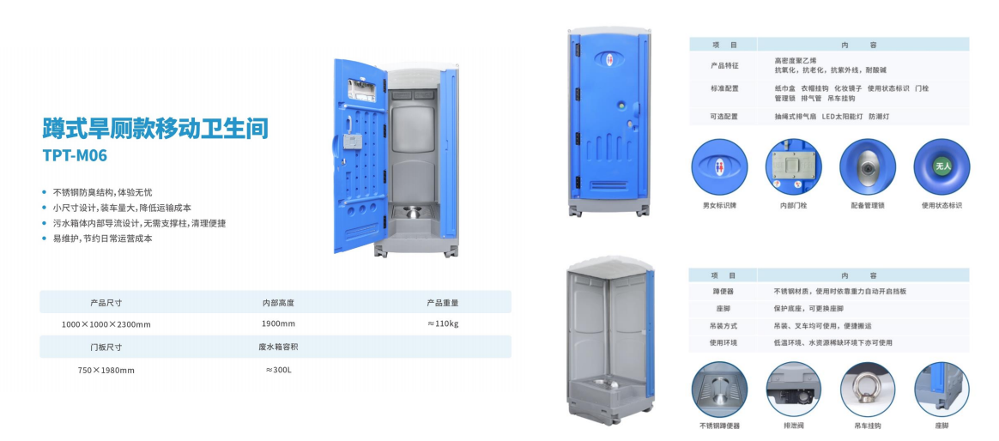 蹲式旱厕款移动卫生间
TPT-M06
不锈钢防臭结构,体验无忧
小尺寸设计,装车量大,降低运输成本
污水箱体内部导流设计,无需支撑柱,清理便捷
易维护,节约日常运营成本
产品尺寸 内部高度 产品重量
1000×1000×2300mm 1900mm ≈110kg
门板尺寸 废水箱容积
750×1980mm ≈300L
项 目 内 容
产品特征 高密度聚乙烯
抗氧化，抗老化，抗紫外线，耐酸碱
标准配置 纸巾盒 衣帽挂钩 化妆镜子 使用状态标识 门栓
管理锁 排气管 吊车挂钩
可选配置 抽绳式排气扇 LED太阳能灯 防潮灯
无人
男女标识牌 内部门栓 配备管理锁 使用状态标识
项 目 内 容
蹲便器 不锈钢材质，使用时依靠重力自动开启挡板
座脚 保护底座，可更换座脚
吊装方式 吊装、叉车均可使用，便捷搬运
使用环境 低温环境、水资源稀缺环境下亦可使用
不锈钢蹲便器 排泄阀 吊车挂钩 座脚